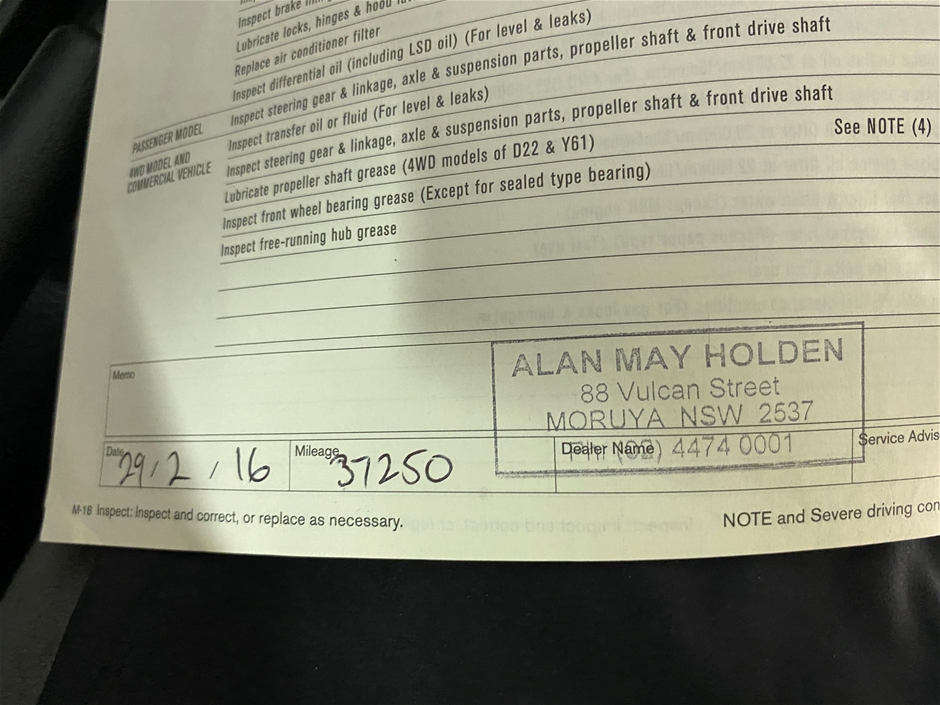 Inspect brake
Lubricate locks, hinges & hood
Replace air conditioner filter
Inspect differential oil (including LSD oil) (For level & leaks)
PASSENGER MODEL
Inspect steering gear & linkage, axle & suspension parts, propeller shaft & front drive shaft
4WD MODEL AND
COMMERCIAL VEHICLE
Inspect transfer oil or fluid (For level & leaks)
Inspect steering gear & linkage, axle & suspension parts, propeller shaft & front drive shaft
Lubricate propeller shaft grease (4WD models of D22 & Y61) See NOTE (4)
Inspect front wheel bearing grease (Except for sealed type bearing)
Inspect free-running hub grease
Memo
ALAN MAY HOLDEN
88 Vulcan Street
MORUYA NSW 2537
4474 0001
Date 29/2/16
Mileage 37250
Dealer Name
Service Advis
M-18 Inspect: Inspect and correct, or replace as necessary.
NOTE and Severe driving con